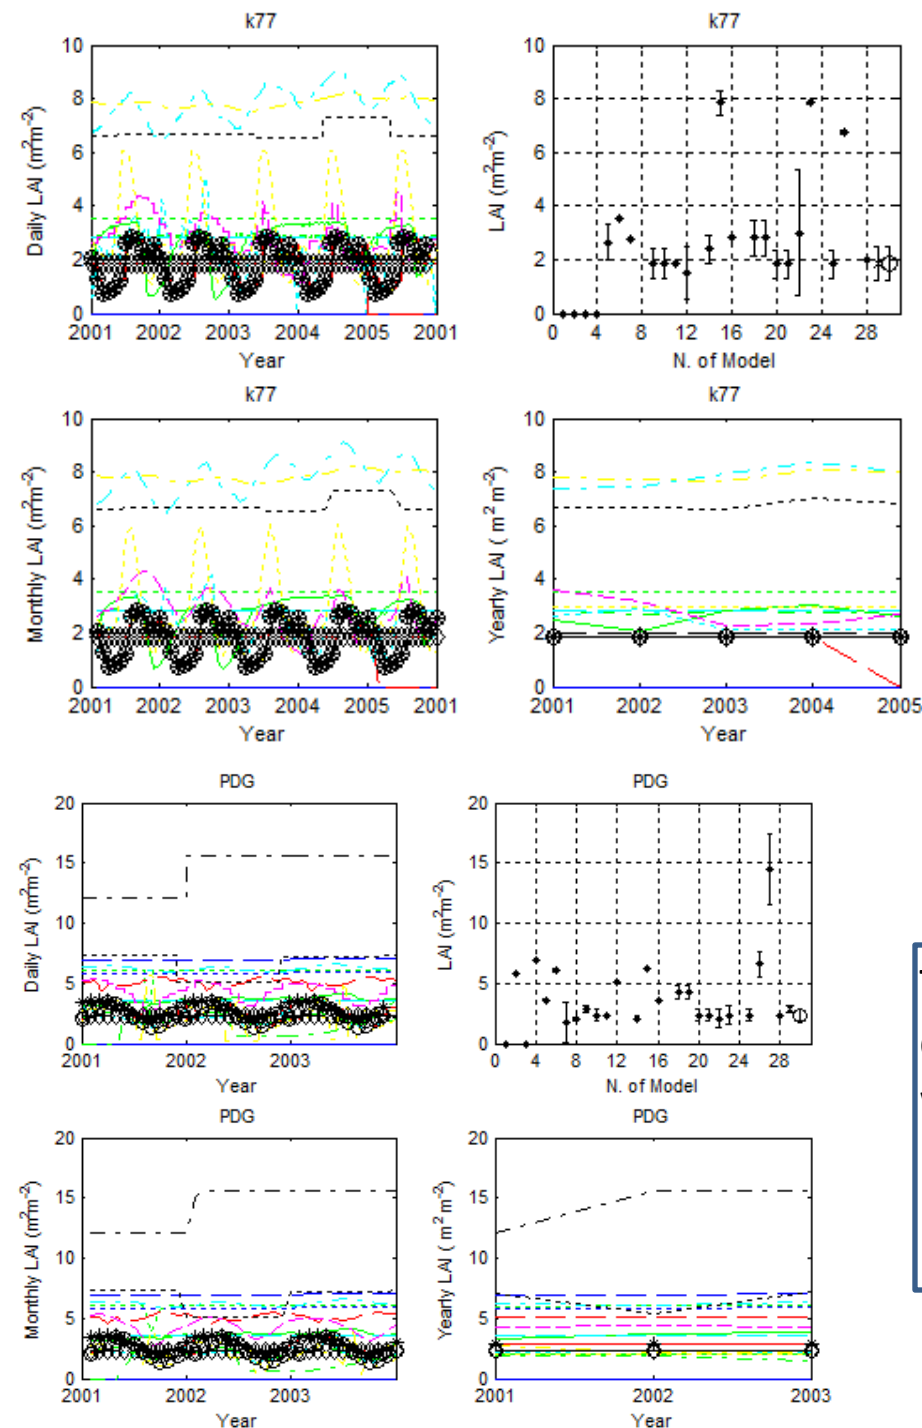 k77
k77
10
8
6
4
2
0
Daily LAI (m²m⁻²)
2001 2002 2003 2004 2005 2001
Year
10
8
6
4
2
0
LAI (m²m⁻²)
0 4 8 12 16 20 24 28
N. of Model
k77
k77
10
8
6
4
2
0
Monthly LAI (m²m⁻²)
2001 2002 2003 2004 2005 2001
Year
10
8
6
4
2
0
Yearly LAI ( m² m⁻²)
2001 2002 2003 2004 2005
Year
PDG
PDG
20
15
10
5
0
Daily LAI (m²m⁻²)
2001 2002 2003
Year
20
15
10
5
0
LAI (m²m⁻²)
0 4 8 12 16 20 24 28
N. of Model
PDG
PDG
20
15
10
5
0
Monthly LAI (m²m⁻²)
2001 2002 2003
Year
20
15
10
5
0
Yearly LAI ( m² m⁻²)
2001 2002 2003
Year